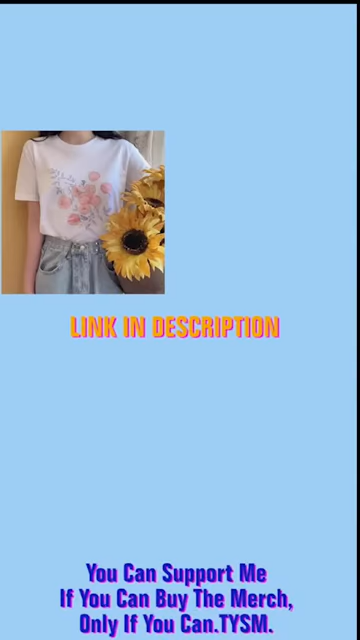 LINK IN DESCRIPTION
You Can Support Me
If You Can Buy The Merch,
Only If You Can.TYSM.